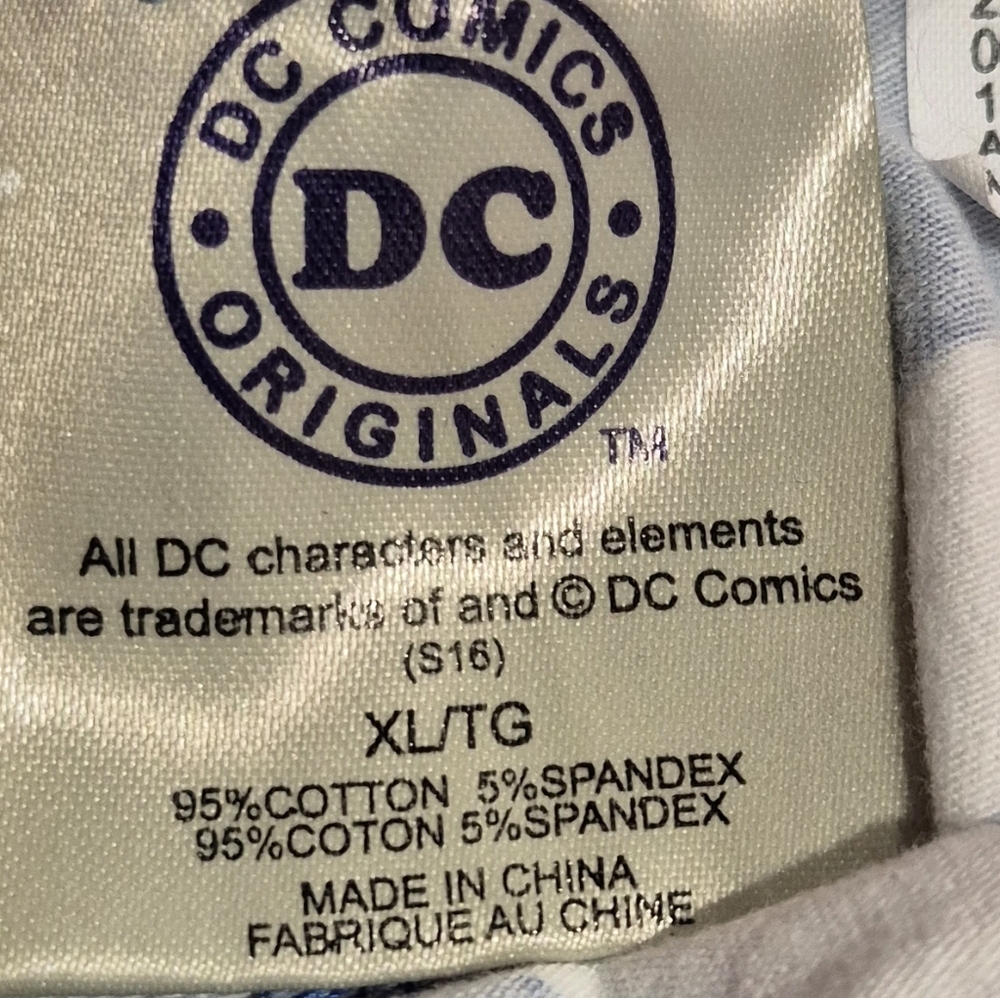 DC COMICS
DC
ORIGINALS
TM
All DC characters and elements
are trademarks of and © DC Comics
(S16)
XL/TG
95%COTTON 5%SPANDEX
95%COTON 5%SPANDEX
MADE IN CHINA
FABRIQUE AU CHINE